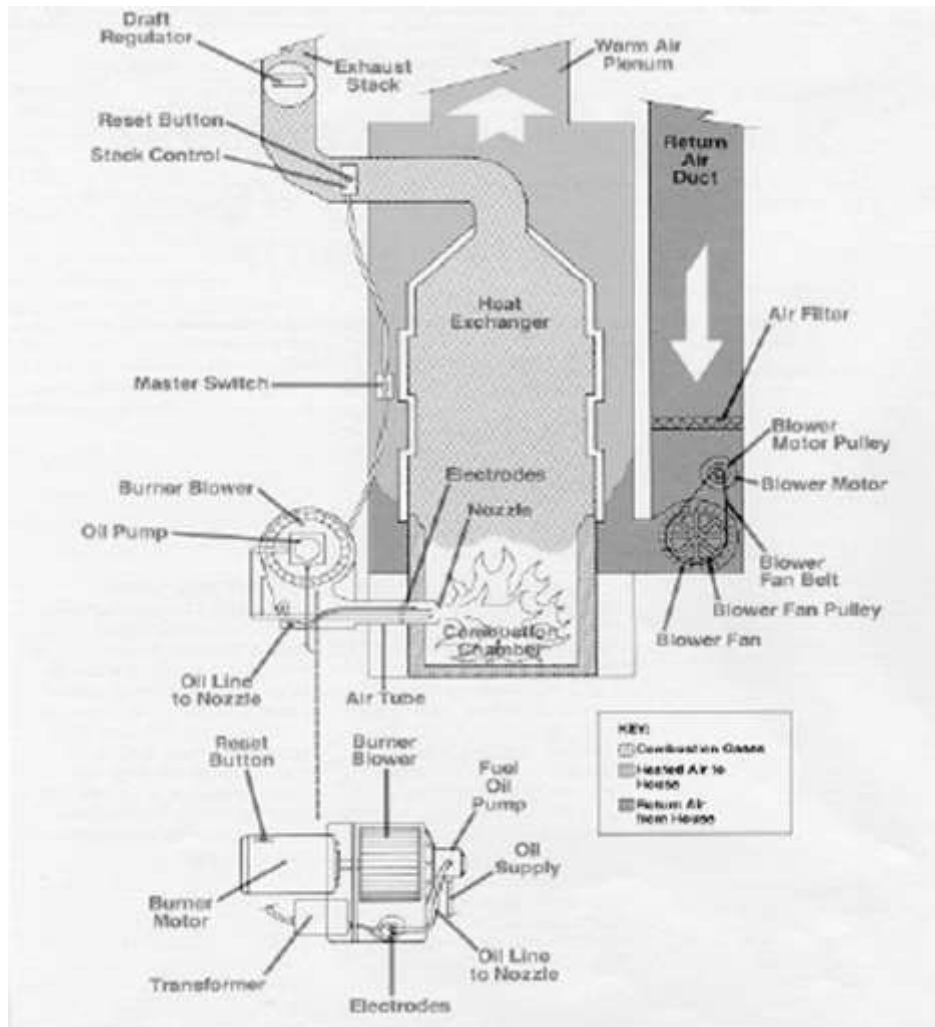 Draft
Regulator
Exhaust
Stack
Warm Air
Plenum
Reset Button
Stack Control
Return
Air
Duct
Heat
Exchanger
Air Filter
Master Switch
Blower
Motor Pulley
Blower Motor
Electrodes
Burner Blower
Nozzle
Oil Pump
Blower
Fan Belt
Blower Fan Pulley
Blower Fan
Combustion
Chamber
Oil Line
to Nozzle
Air Tube
KEY:
Combustion Gases
Heated Air to
House
Return Air
from House
Reset
Button
Burner
Blower
Fuel
Oil
Pump
Oil
Supply
Burner
Motor
Oil Line
to Nozzle
Transformer
Electrodes